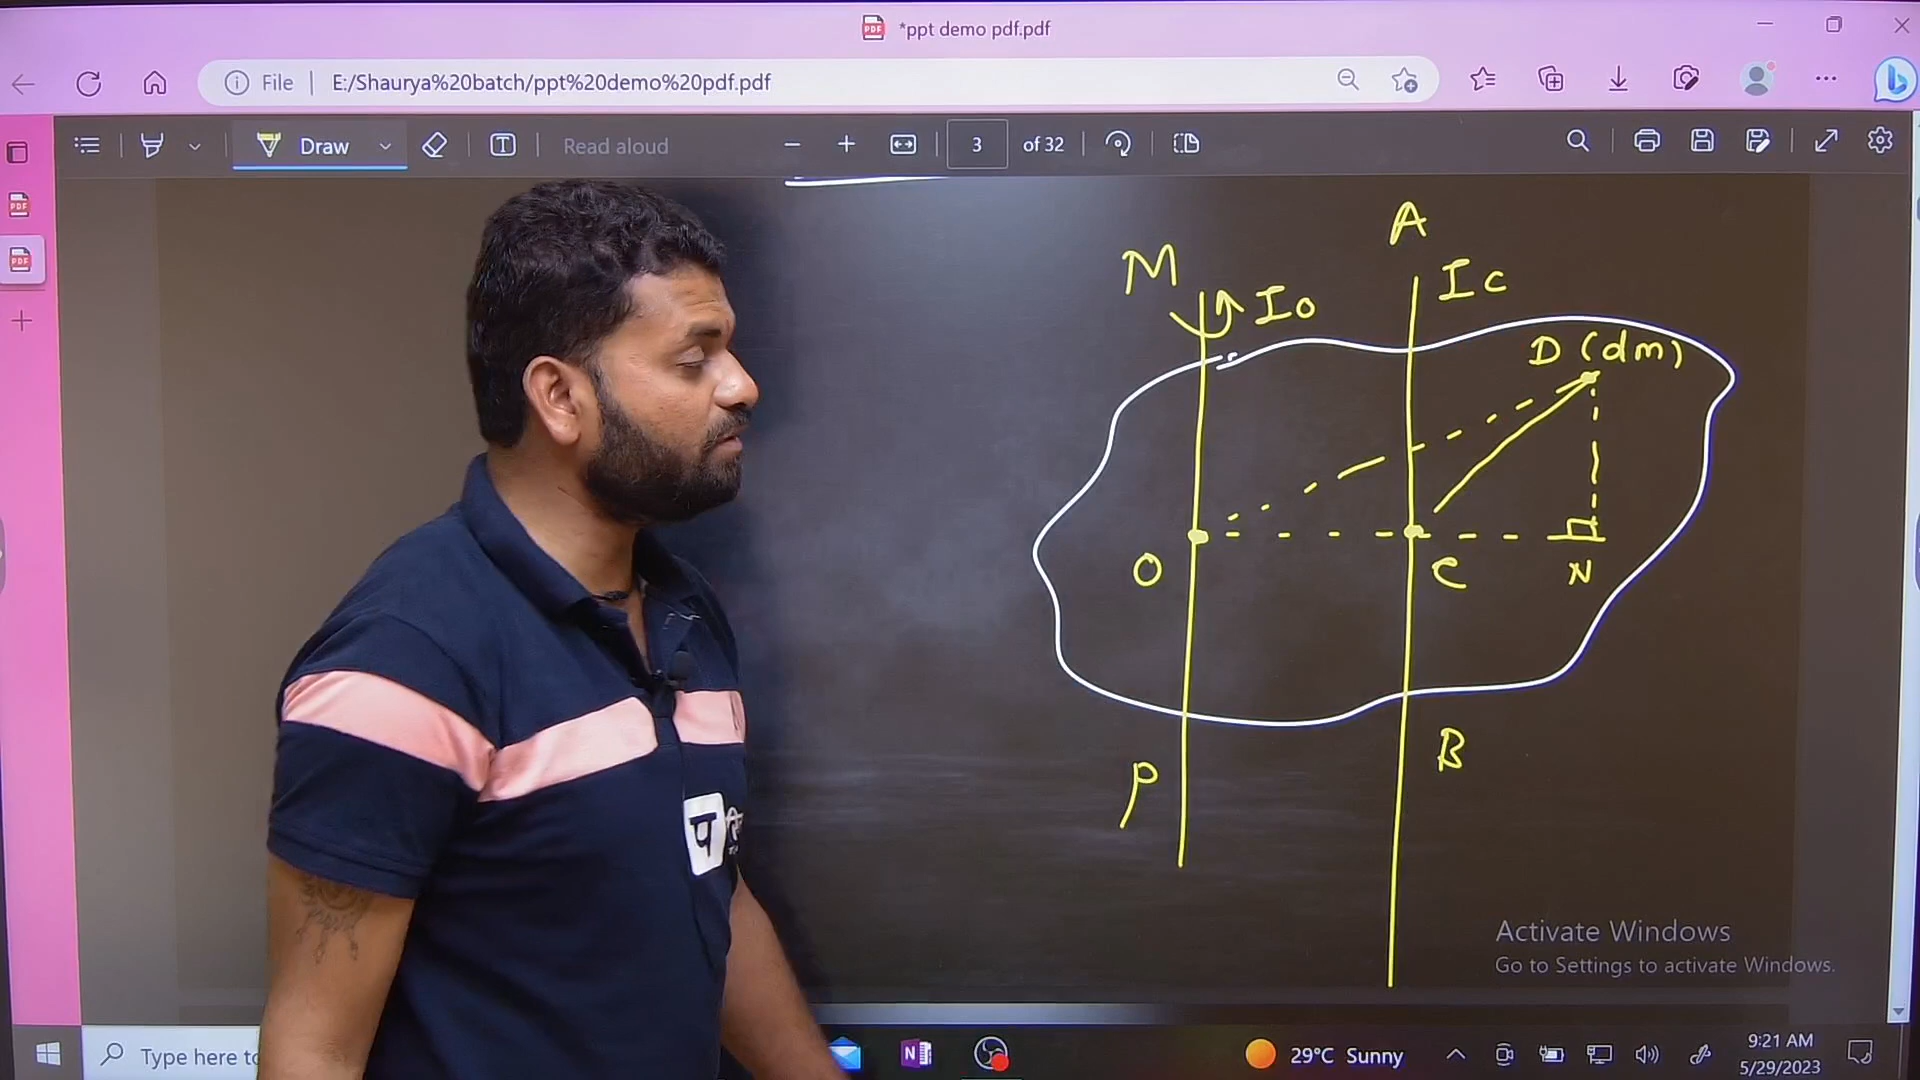 *ppt demo pdf.pdf
File | E:/Shaurya%20batch/ppt%20demo%20pdf.pdf
Draw
Read aloud
3 of 32
A
M
Ic
Io
D (dm)
O
C
N
B
P
प
Activate Windows
Go to Settings to activate Windows.
Type here to
29°C Sunny
9:21 AM
5/29/2023